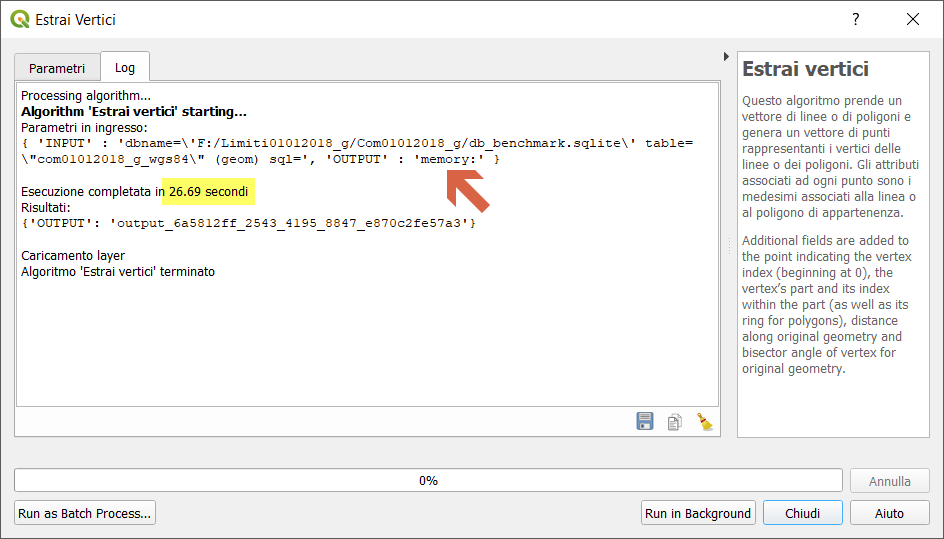 Estrai Vertici
Parametri
Log
Processing algorithm...
Algorithm 'Estrai vertici' starting...
Parametri in ingresso:
{ 'INPUT' : 'dbname=\'F:/Limiti01012018_g/Com01012018_g/db_benchmark.sqlite\' table=
\"com01012018_g_wgs84\" (geom) sql=', 'OUTPUT' : 'memory:' }
Esecuzione completata in 26.69 secondi
Risultati:
{'OUTPUT': 'output_6a5812ff_2543_4195_8847_e870c2fe57a3'}
Caricamento layer
Algoritmo 'Estrai vertici' terminato
Estrai vertici
Questo algoritmo prende un
vettore di linee o di poligoni e
genera un vettore di punti
rappresentanti i vertici delle
linee o dei poligoni. Gli attributi
associati ad ogni punto sono i
medesimi associati alla linea o
al poligono di appartenenza.
Additional fields are added to
the point indicating the vertex
index (beginning at 0), the
vertex's part and its index
within the part (as well as its
ring for polygons), distance
along original geometry and
bisector angle of vertex for
original geometry.
0%
Annulla
Run as Batch Process...
Run in Background
Chiudi
Aiuto